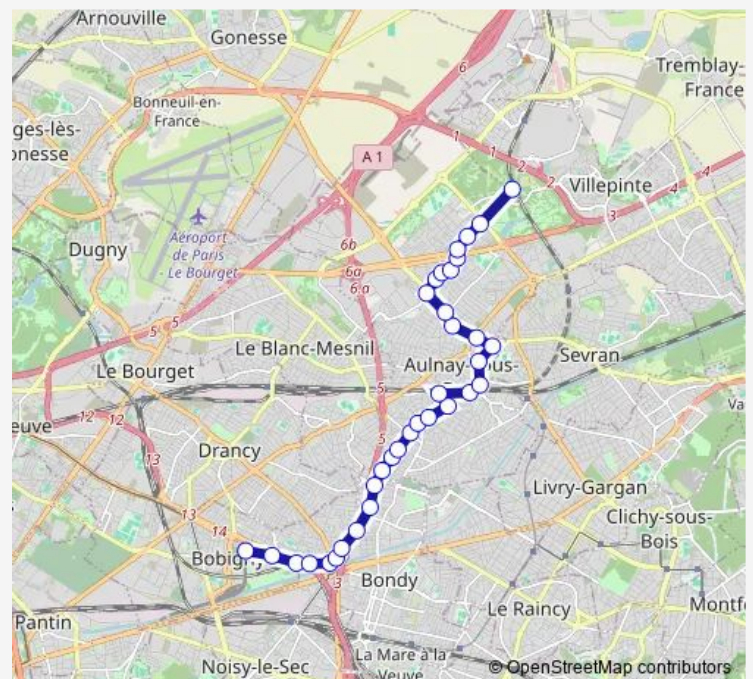 Arnouville
Gonesse
6
Tremblay-
France
Bonneuil-en-
France
ges-lès-
onesse
A 1
1
1
2
2
Villepinte
4
4
3
Dugny
Aéroport
de Paris
Le Bourget
6b
6a
6.a
5
5
Le Blanc-Mesnil
Aulnay-sous-
Sevran
Le Bourget
5
12
12
euve
Va
13
Drancy
5
Livry-Gargan
13
14
Clichy-sous-
Bois
Bobigny
3
Bondy
Le Raincy
Montf
Pantin
La Mare à la
Veuve
Noisy-le-Sec
© OpenStreetMap contributors